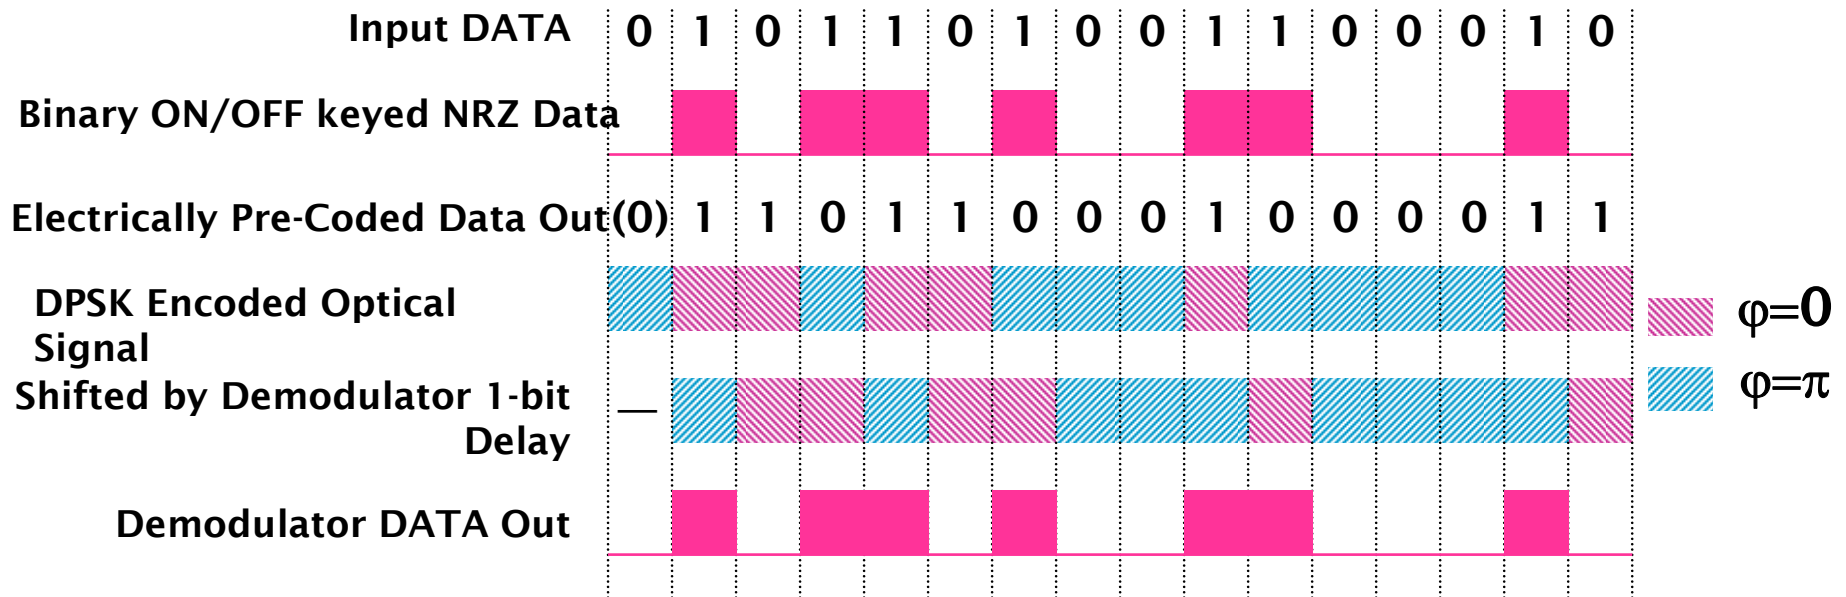 Input DATA 0 1 0 1 1 0 1 0 0 1 1 0 0 0 1 0
Binary ON/OFF keyed NRZ Data
Electrically Pre-Coded Data Out (0) 1 1 0 1 1 0 0 0 1 0 0 0 0 1 1
DPSK Encoded Optical
Signal
φ=0
Shifted by Demodulator 1-bit
Delay
—
φ=π
Demodulator DATA Out